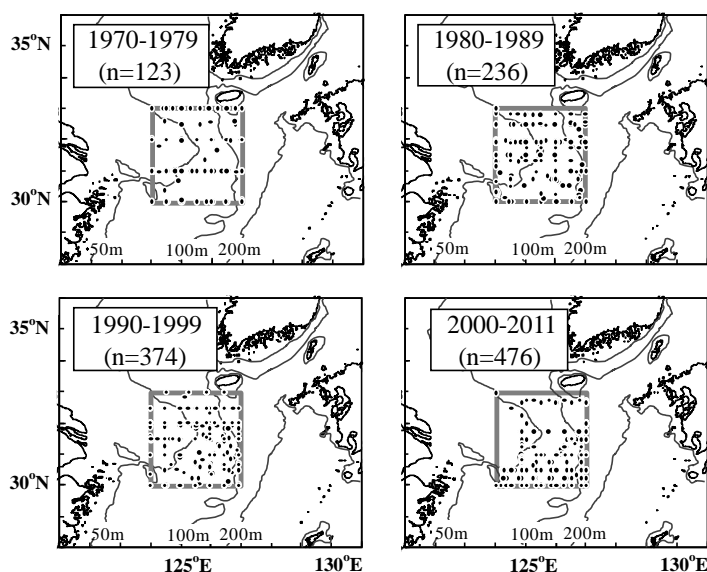 35°N
1970-1979
(n=123)
1980-1989
(n=236)
30°N
50m 100m 200m
50m 100m 200m
35°N
1990-1999
(n=374)
2000-2011
(n=476)
30°N
50m 100m 200m
50m 100m 200m
125°E 130°E 125°E 130°E